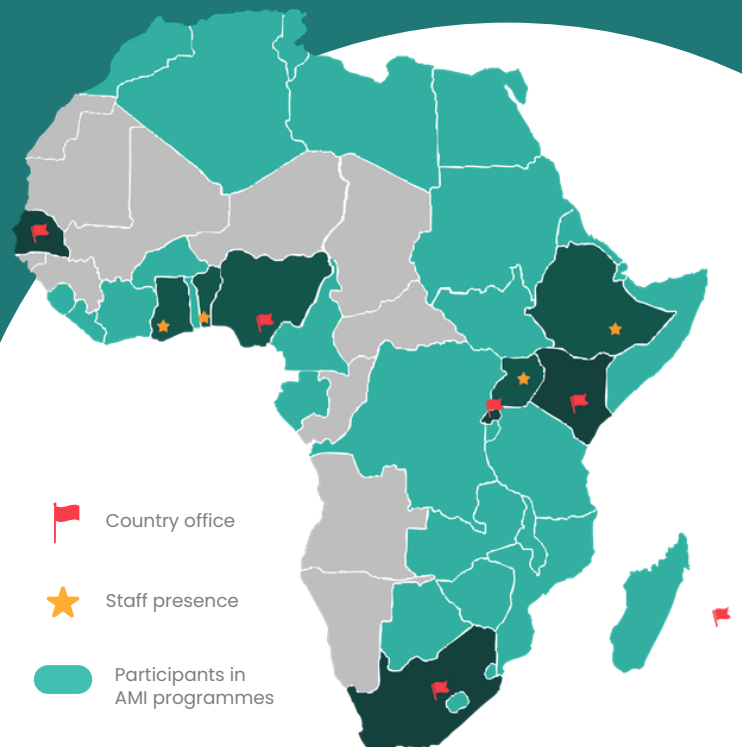 Country office
Staff presence
Participants in
AMI programmes